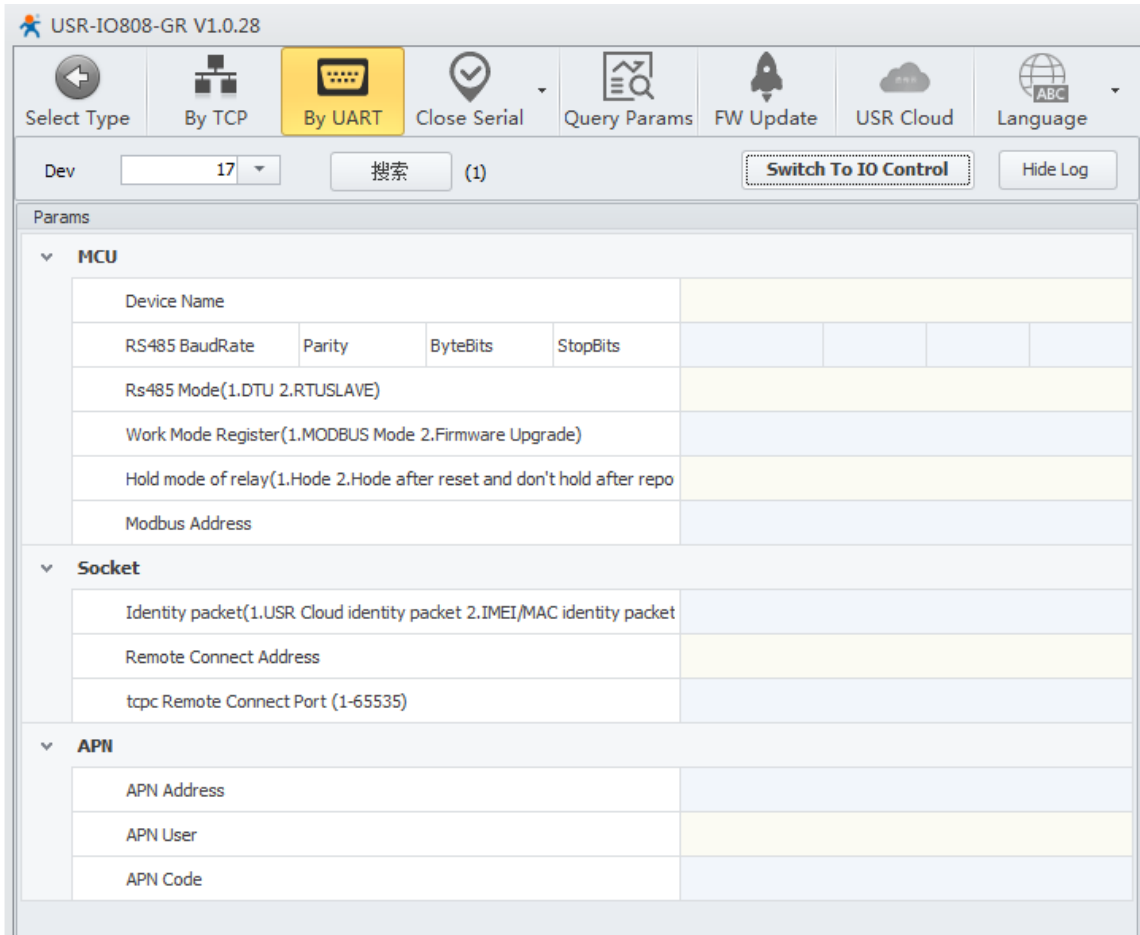 USR-IO808-GR V1.0.28
Select Type By TCP By UART Close Serial Query Params FW Update USR Cloud ABC Language
Dev 17 搜索 (1) Switch To IO Control Hide Log
Params
MCU
Device Name
RS485 BaudRate Parity ByteBits StopBits
Rs485 Mode(1.DTU 2.RTUSLAVE)
Work Mode Register(1.MODBUS Mode 2.Firmware Upgrade)
Hold mode of relay(1.Hode 2.Hode after reset and don't hold after repo
Modbus Address
Socket
Identity packet(1.USR Cloud identity packet 2.IMEI/MAC identity packet
Remote Connect Address
tcpc Remote Connect Port (1-65535)
APN
APN Address
APN User
APN Code